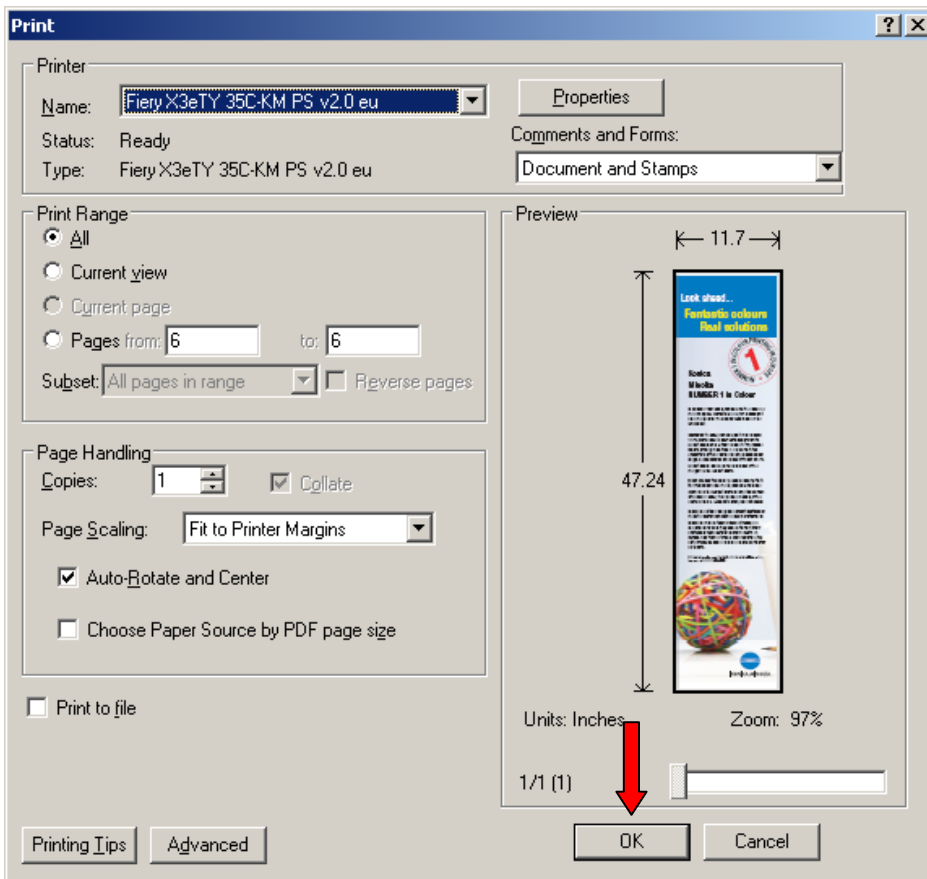 Print
Printer
Name: Fiery X3eTY 35C-KM PS v2.0 eu
Properties
Status: Ready
Comments and Forms:
Type: Fiery X3eTY 35C-KM PS v2.0 eu
Document and Stamps
Print Range
All
Current view
Current page
Pages from: 6 to: 6
Subset: All pages in range Reverse pages
Page Handling
Copies: 1 Collate
Page Scaling: Fit to Printer Margins
Auto-Rotate and Center
Choose Paper Source by PDF page size
Print to file
Preview
11.7
47.24
Look ahead...
Fantastic colours
Real solutions
1
Konica
Minolta
NUMBER 1 in Colour
Units: Inches Zoom: 97%
1/1 (1)
Printing Tips Advanced OK Cancel